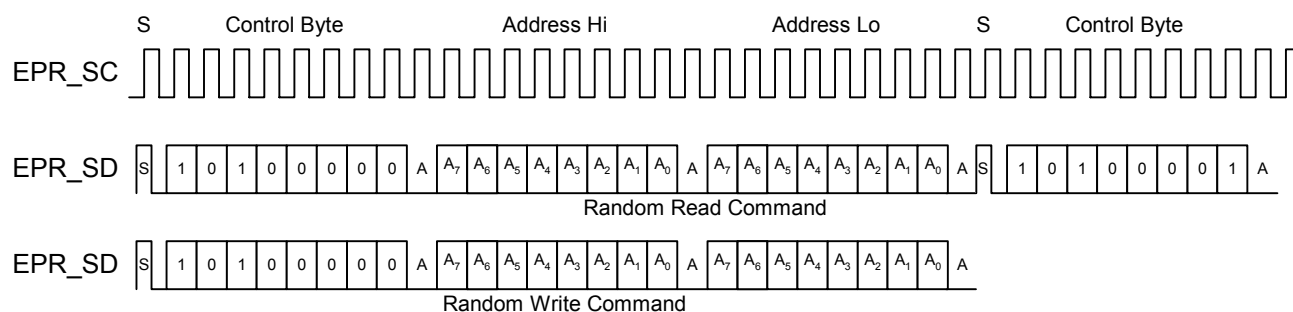 S Control Byte Address Hi Address Lo S Control Byte
EPR_SC
EPR_SD S 1 0 1 0 0 0 0 0 A A₇ A₆ A₅ A₄ A₃ A₂ A₁ A₀ A A₇ A₆ A₅ A₄ A₃ A₂ A₁ A₀ A S 1 0 1 0 0 0 0 1 A
Random Read Command
EPR_SD S 1 0 1 0 0 0 0 0 A A₇ A₆ A₅ A₄ A₃ A₂ A₁ A₀ A A₇ A₆ A₅ A₄ A₃ A₂ A₁ A₀ A
Random Write Command